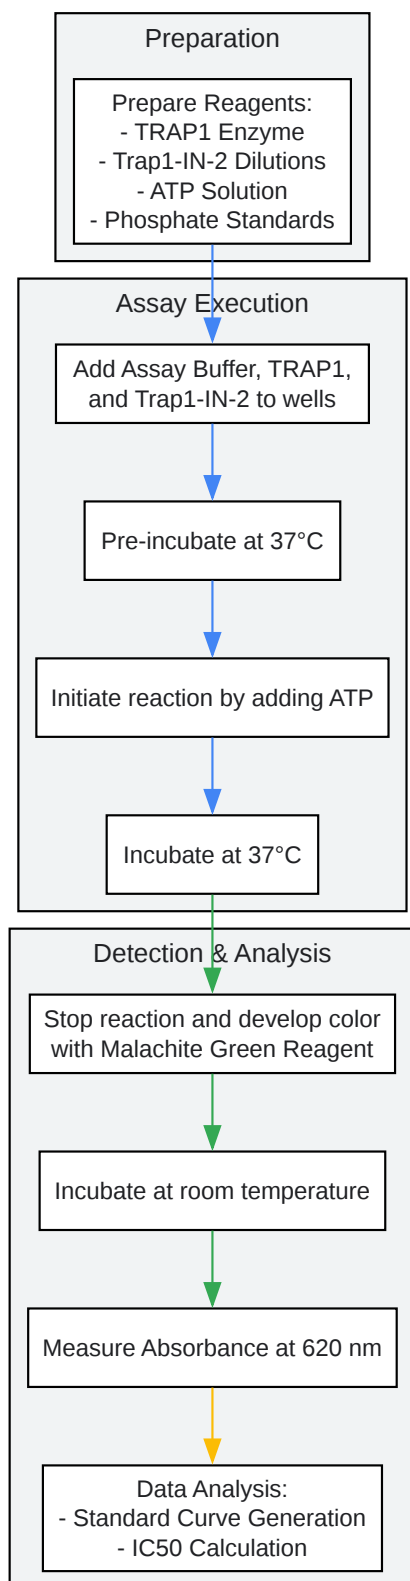 Preparation
Prepare Reagents:
- TRAP1 Enzyme
- Trap1-IN-2 Dilutions
- ATP Solution
- Phosphate Standards
Assay Execution
Add Assay Buffer, TRAP1,
and Trap1-IN-2 to wells
Pre-incubate at 37°C
Initiate reaction by adding ATP
Incubate at 37°C
Detection & Analysis
Stop reaction and develop color
with Malachite Green Reagent
Incubate at room temperature
Measure Absorbance at 620 nm
Data Analysis:
- Standard Curve Generation
- IC50 Calculation